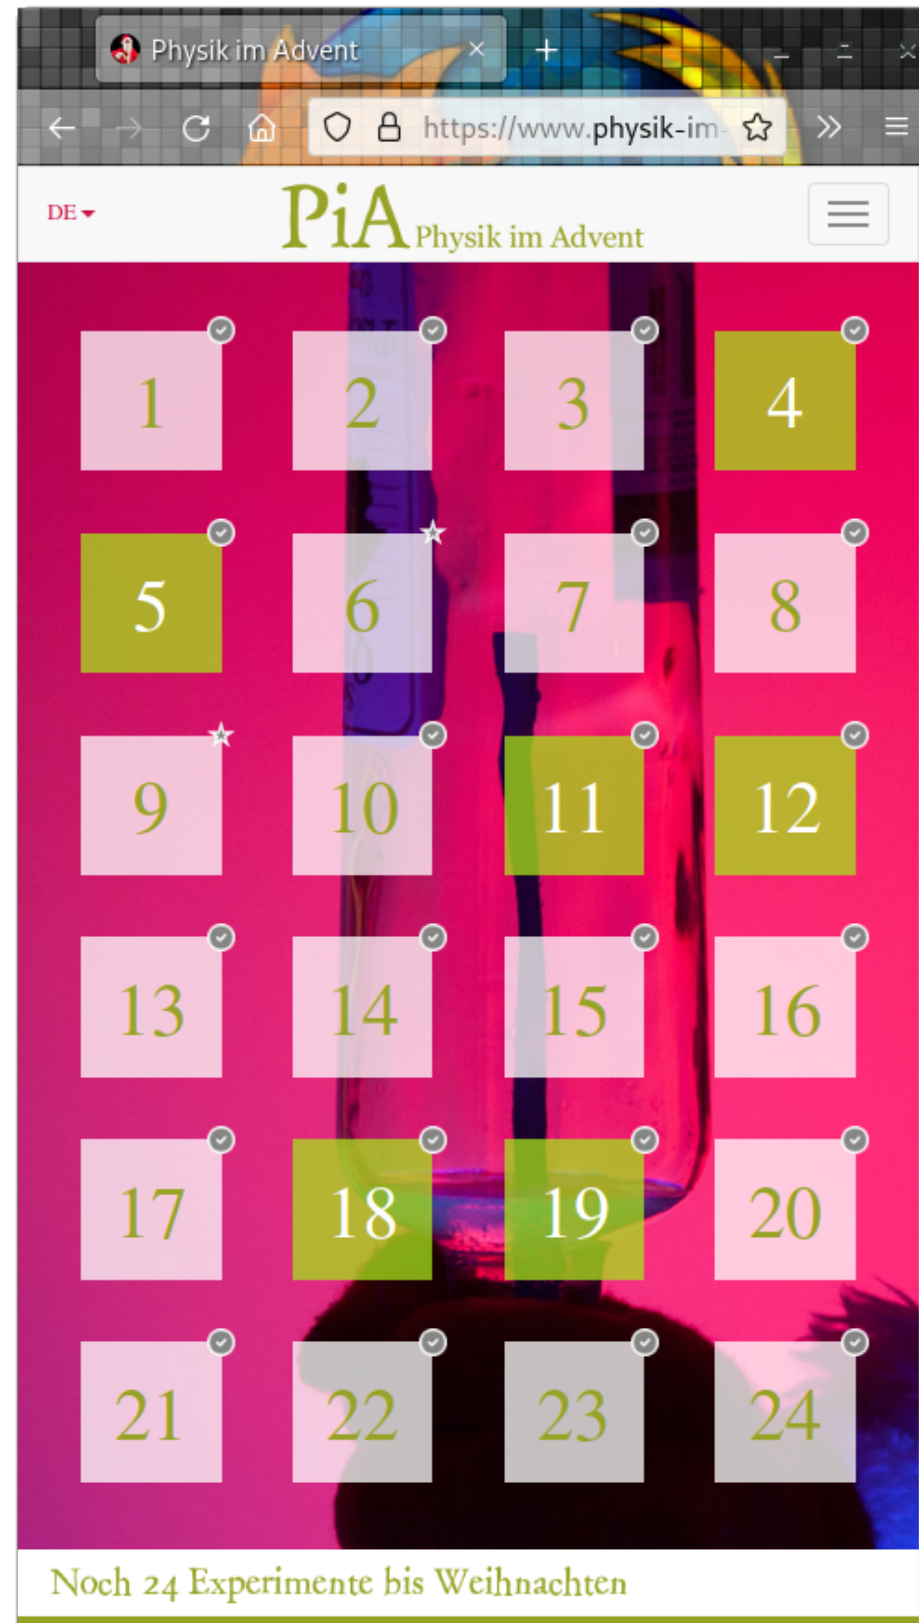 Physik im Advent
https://www.physik-im-
DE
PiA Physik im Advent
1 2 3 4
5 6 7 8
9 10 11 12
13 14 15 16
17 18 19 20
21 22 23 24
Noch 24 Experimente bis Weihnachten